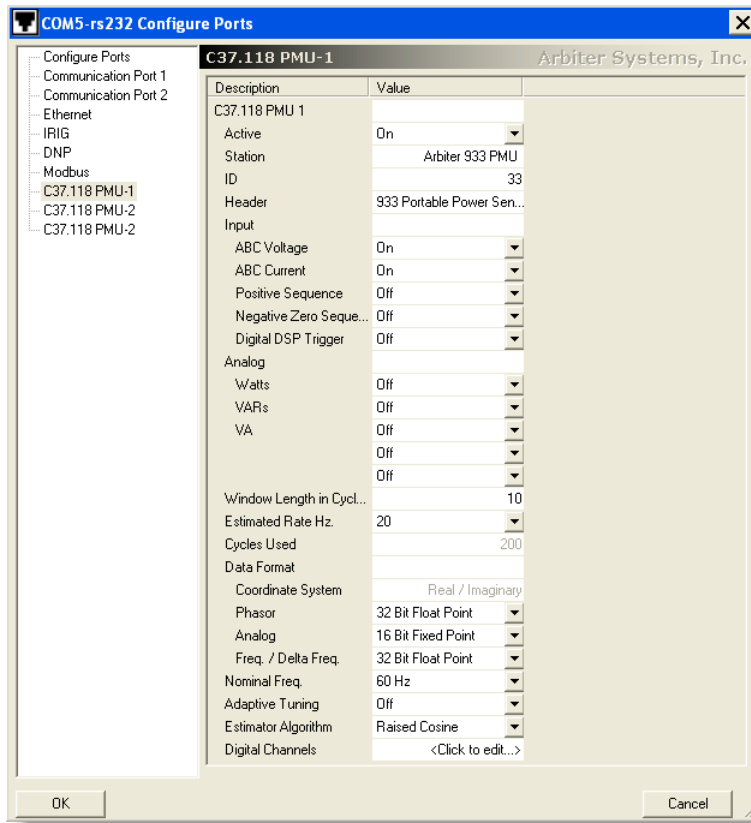 COM5-rs232 Configure Ports
Configure Ports
Communication Port 1
Communication Port 2
Ethernet
IRIG
DNP
Modbus
C37.118 PMU-1
C37.118 PMU-2
C37.118 PMU-2
C37.118 PMU-1 Arbiter Systems, Inc.
Description Value
C37.118 PMU 1
Active On
Station Arbiter 933 PMU
ID 33
Header 933 Portable Power Sen...
Input
ABC Voltage On
ABC Current On
Positive Sequence Off
Negative Zero Seque... Off
Digital DSP Trigger Off
Analog
Watts Off
VARs Off
VA Off
Off
Off
Window Length in Cycl... 10
Estimated Rate Hz. 20
Cycles Used 200
Data Format
Coordinate System Real / Imaginary
Phasor 32 Bit Float Point
Analog 16 Bit Fixed Point
Freq. / Delta Freq. 32 Bit Float Point
Nominal Freq. 60 Hz
Adaptive Tuning Off
Estimator Algorithm Raised Cosine
Digital Channels <Click to edit...>
OK Cancel